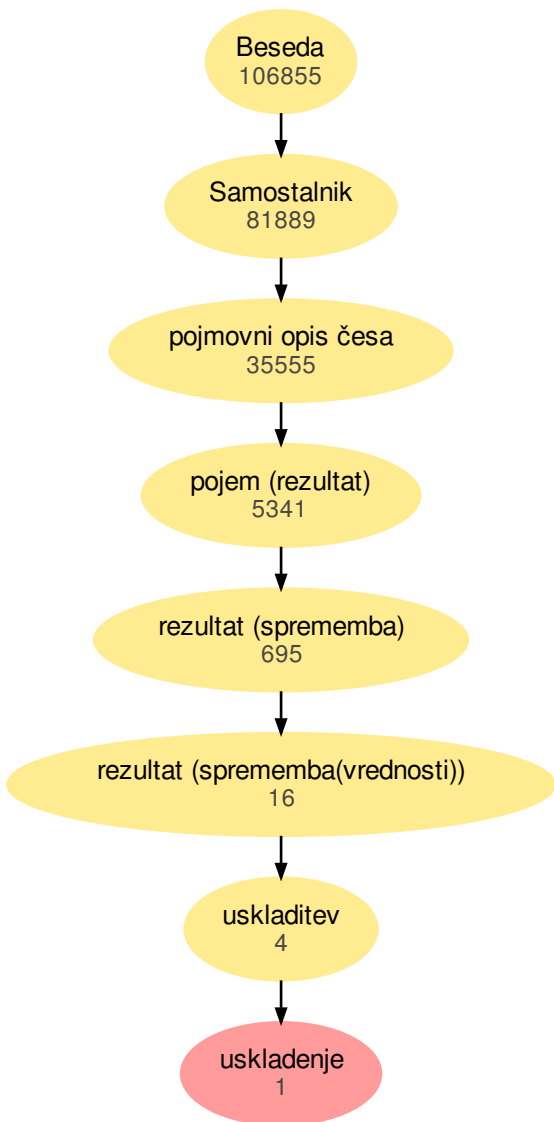 Beseda
106855
Samostalnik
81889
pojmovni opis česa
35555
pojem (rezultat)
5341
rezultat (sprememba)
695
rezultat (sprememba(vrednosti))
16
uskladitev
4
uskladenje
1